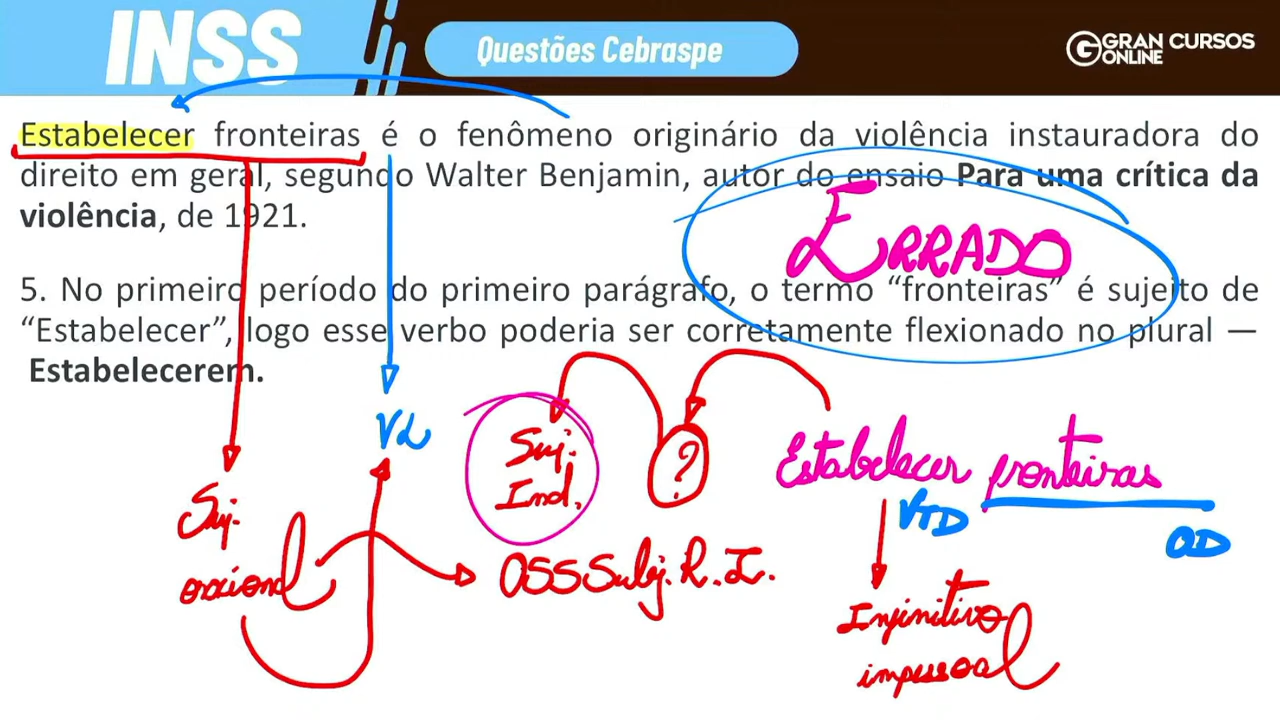 INSS
Questões Cebraspe
GRAN CURSOS
ONLINE
Estabelecer fronteiras é o fenômeno originário da violência instauradora do
direito em geral, segundo Walter Benjamin, autor do ensaio Para uma crítica da
violência, de 1921.
ERRADO
5. No primeiro período do primeiro parágrafo, o termo “fronteiras” é sujeito de
“Estabelecer”, logo esse verbo poderia ser corretamente flexionado no plural —
Estabelecerem.
VL
Suj.
Ind.
?
Estabelecer fronteiras
VTD
OD
Suj.
oracional
OSSSubj. R. I.
Infinitivo
impessoal